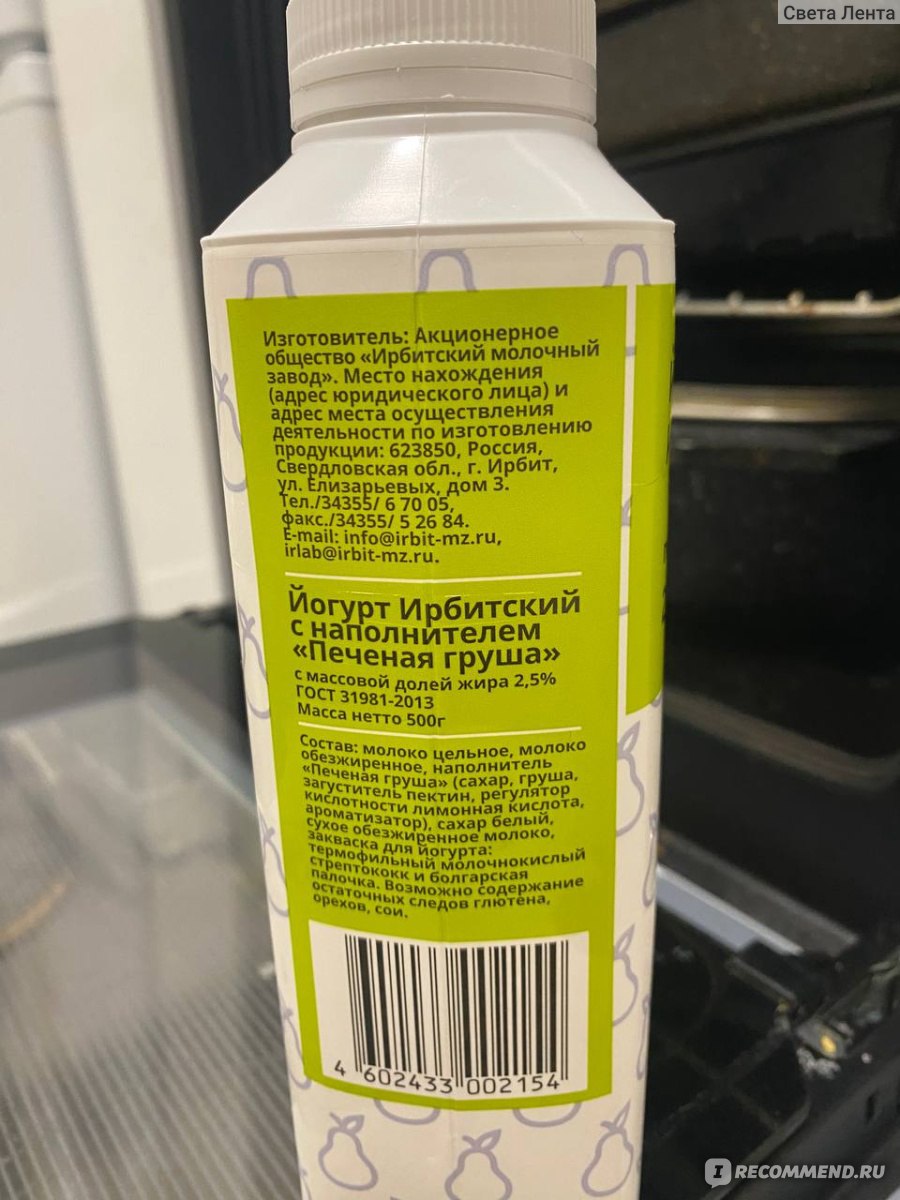 Света Лента
Изготовитель: Акционерное
общество «Ирбитский молочный
завод». Место нахождения
(адрес юридического лица) и
адрес места осуществления
деятельности по изготовлению
продукции: 623850, Россия,
Свердловская обл., г. Ирбит,
ул. Елизарьевых, дом 3.
Тел./34355/ 6 70 05,
факс./34355/ 5 26 84.
E-mail: info@irbit-mz.ru,
irlab@irbit-mz.ru.
Йогурт Ирбитский
с наполнителем
«Печеная груша»
с массовой долей жира 2,5%
ГОСТ 31981-2013
Масса нетто 500г
Состав: молоко цельное, молоко
обезжиренное, наполнитель
«Печеная груша» (сахар, груша,
загуститель пектин, регулятор
кислотности лимонная кислота,
ароматизатор), сахар белый,
сухое обезжиренное молоко,
закваска для йогурта:
термофильный молочнокислый
стрептококк и болгарская
палочка. Возможно содержание
остаточных следов глютена,
орехов, сои.
4 602433 002154
I RECOMMEND.RU